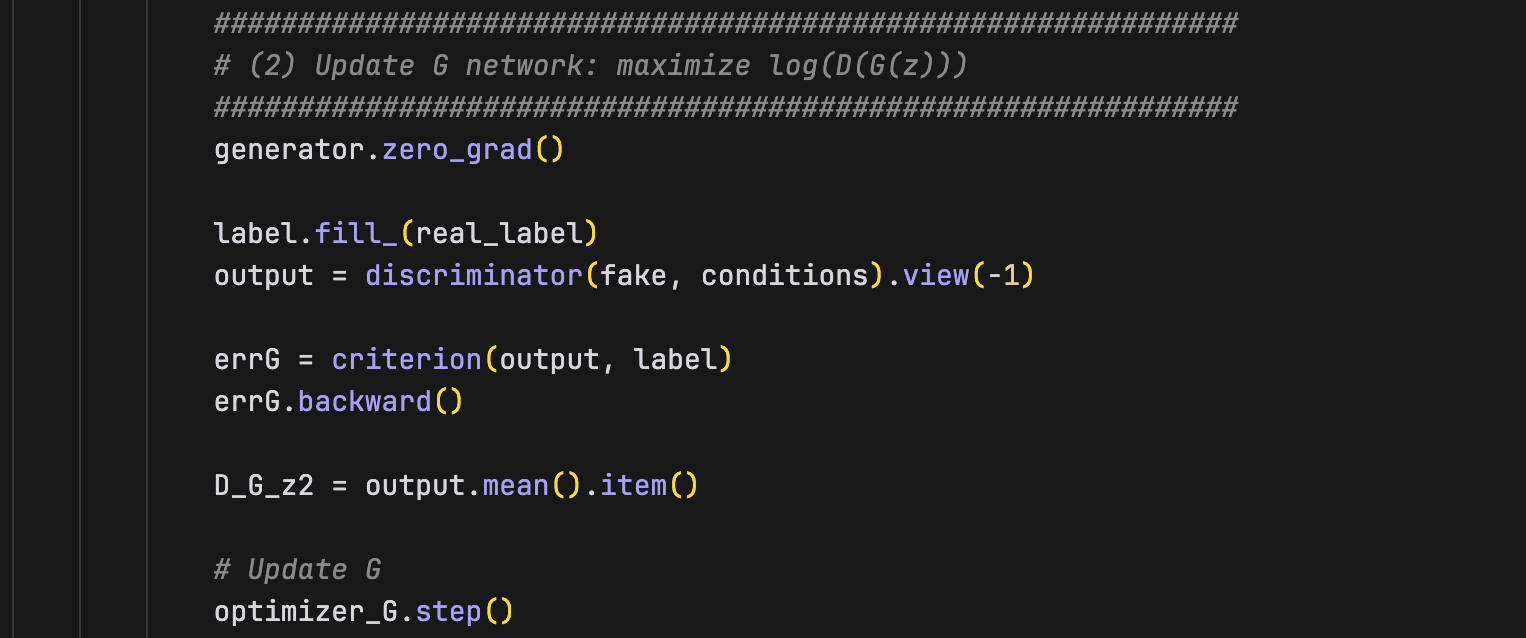 #############################################################
# (2) Update G network: maximize log(D(G(z)))
#############################################################
generator.zero_grad()
label.fill_(real_label)
output = discriminator(fake, conditions).view(-1)
errG = criterion(output, label)
errG.backward()
D_G_z2 = output.mean().item()
# Update G
optimizer_G.step()